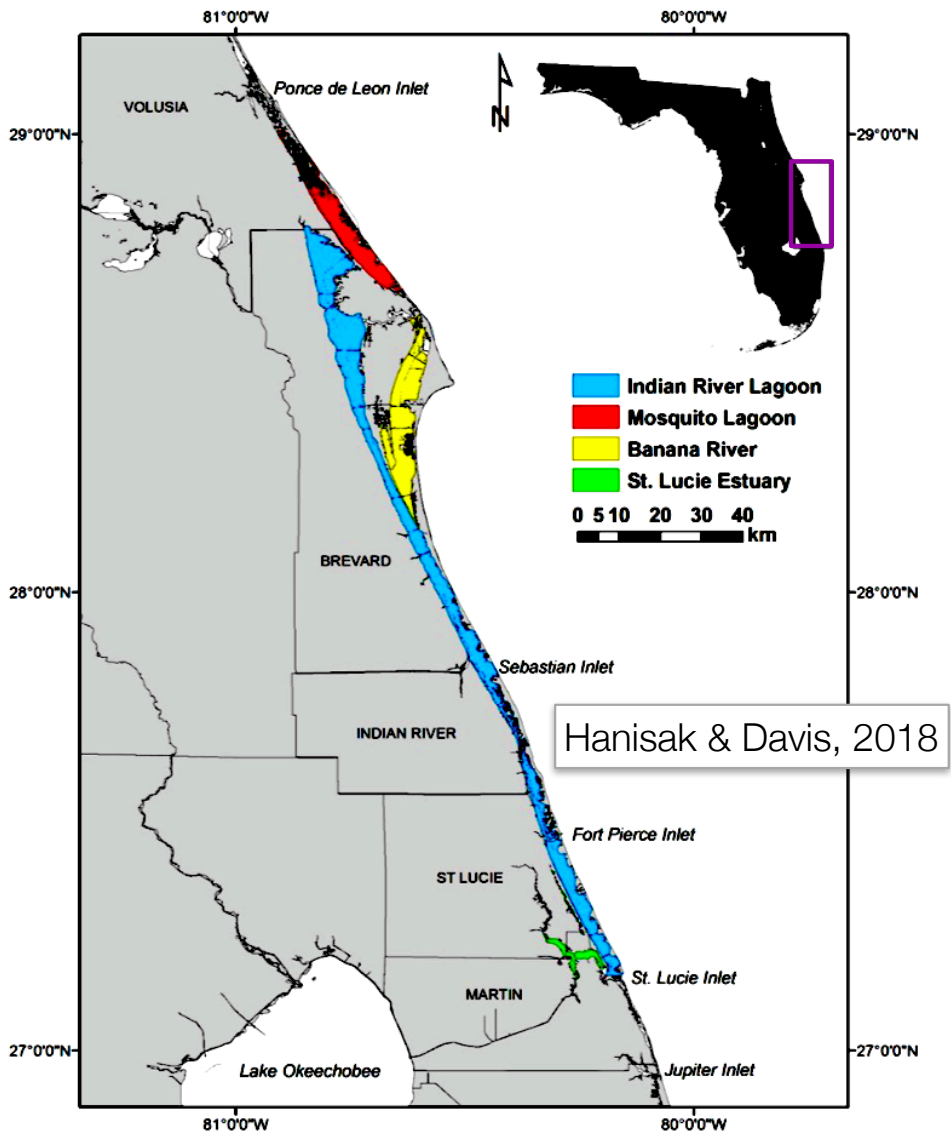 81°0'0"W
80°0'0"W
Ponce de Leon Inlet
VOLUSIA
N
29°0'0"N
29°0'0"N
Indian River Lagoon
Mosquito Lagoon
Banana River
St. Lucie Estuary
0 5 10 20 30 40
km
BREVARD
28°0'0"N
28°0'0"N
Sebastian Inlet
INDIAN RIVER
Hanisak & Davis, 2018
Fort Pierce Inlet
ST LUCIE
St. Lucie Inlet
MARTIN
27°0'0"N
27°0'0"N
Lake Okeechobee
Jupiter Inlet
81°0'0"W
80°0'0"W